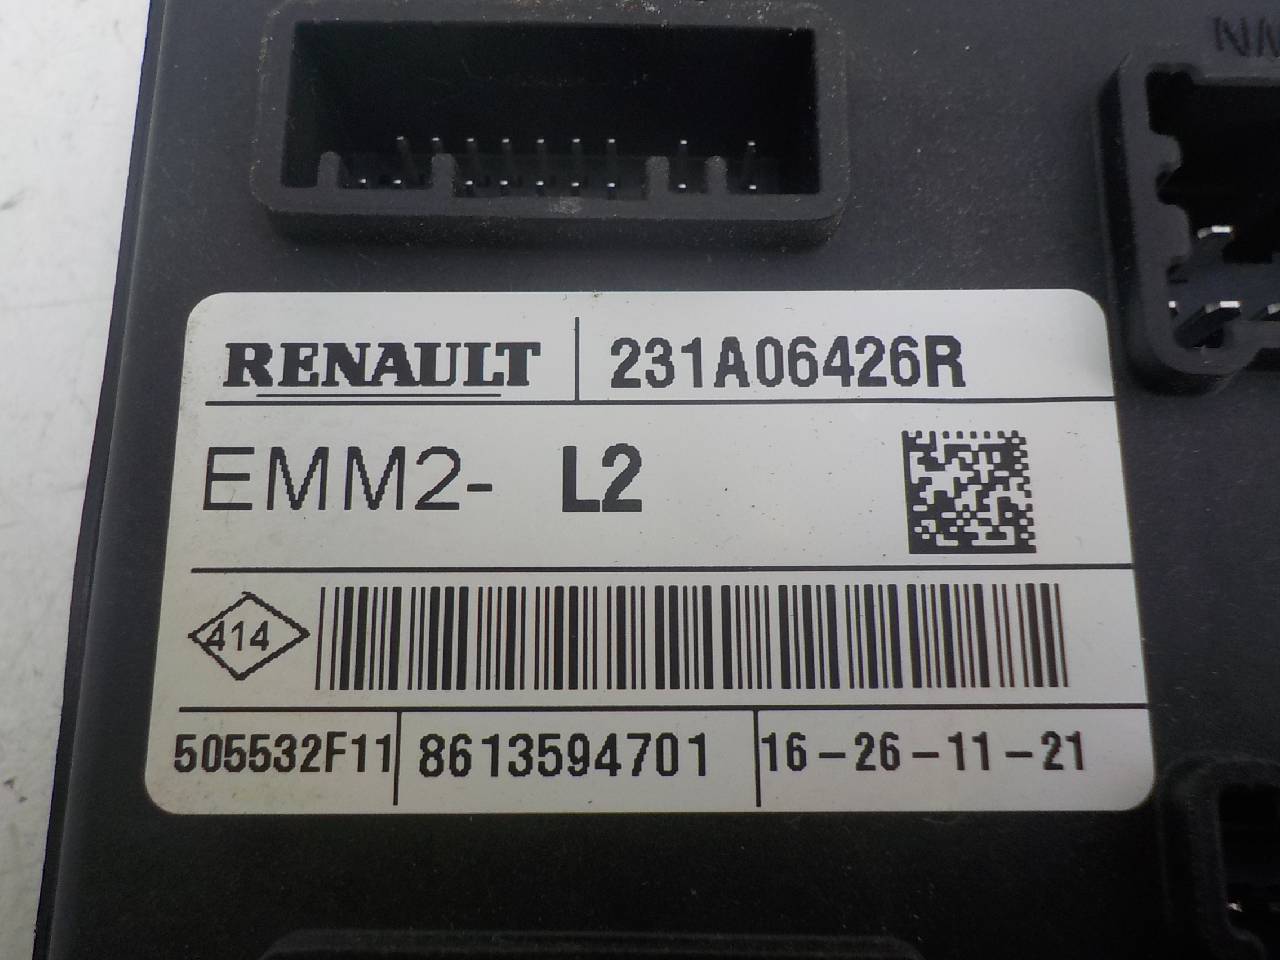 RENAULT 231A06426R
EMM2- L2
414
505532F11 8613594701 16-26-11-21